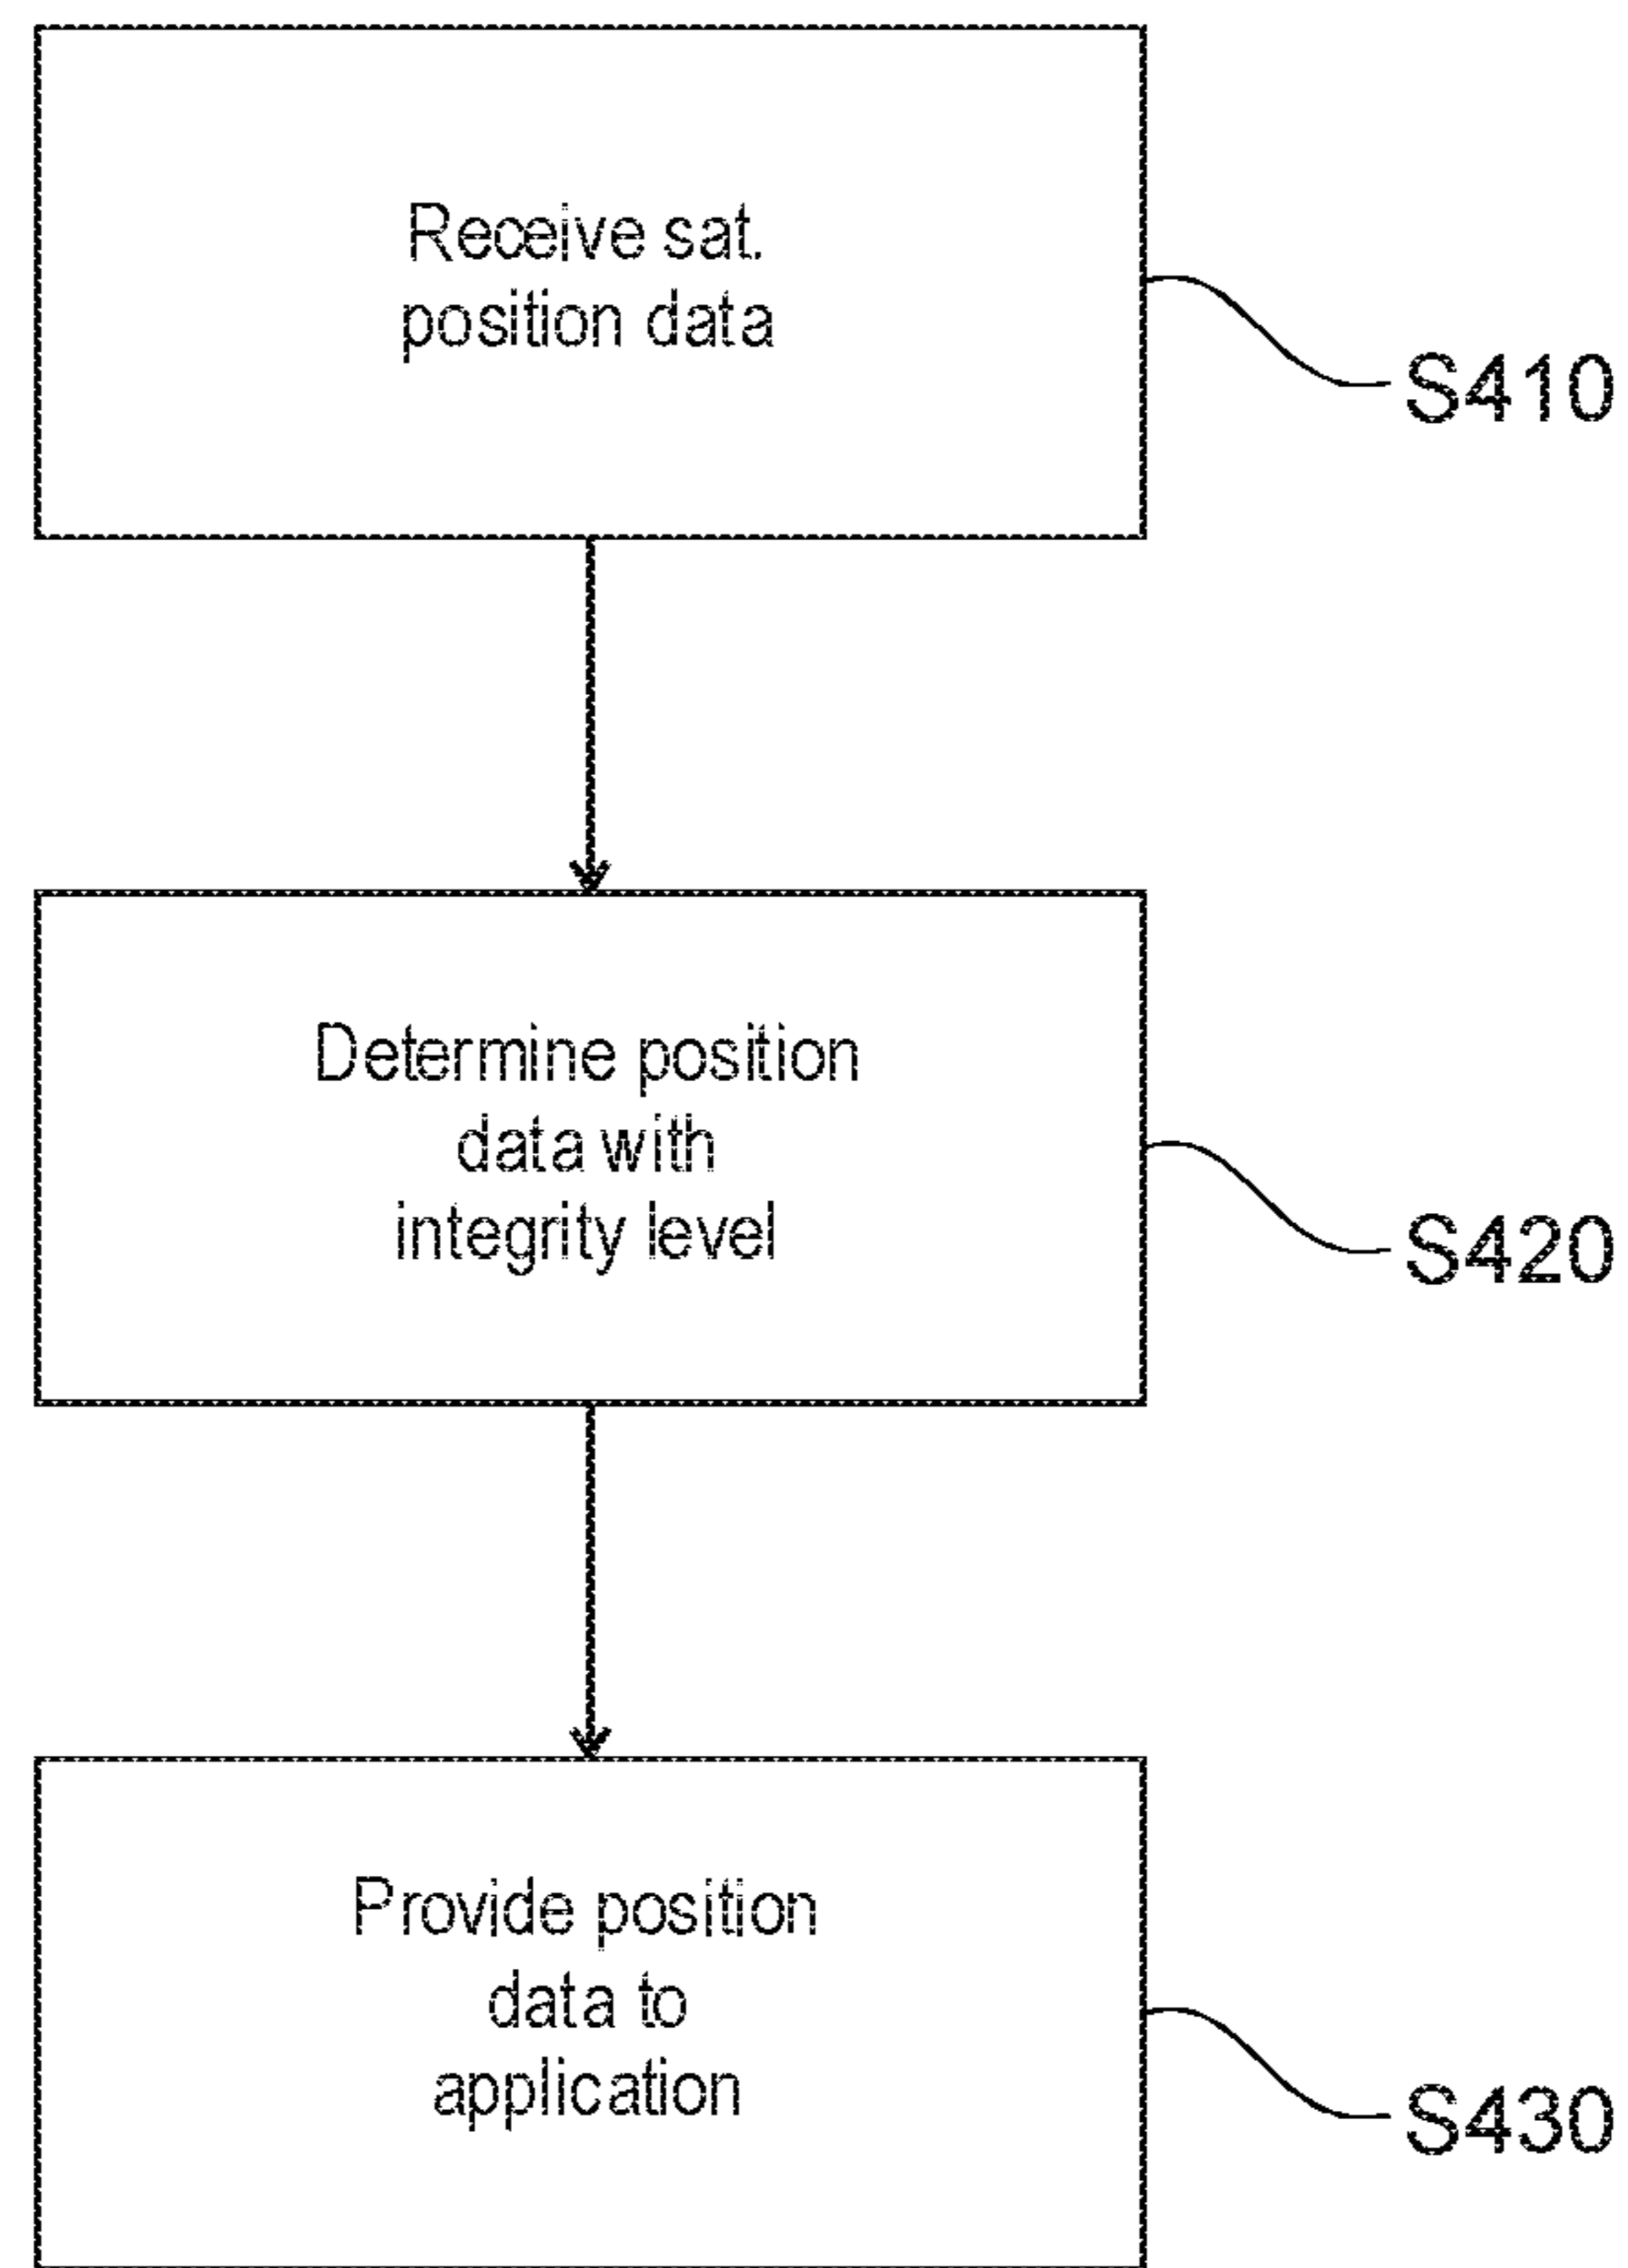 Receive sat.
position data
S410
Determine position
data with
integrity level
S420
Provide position
data to
application
S430